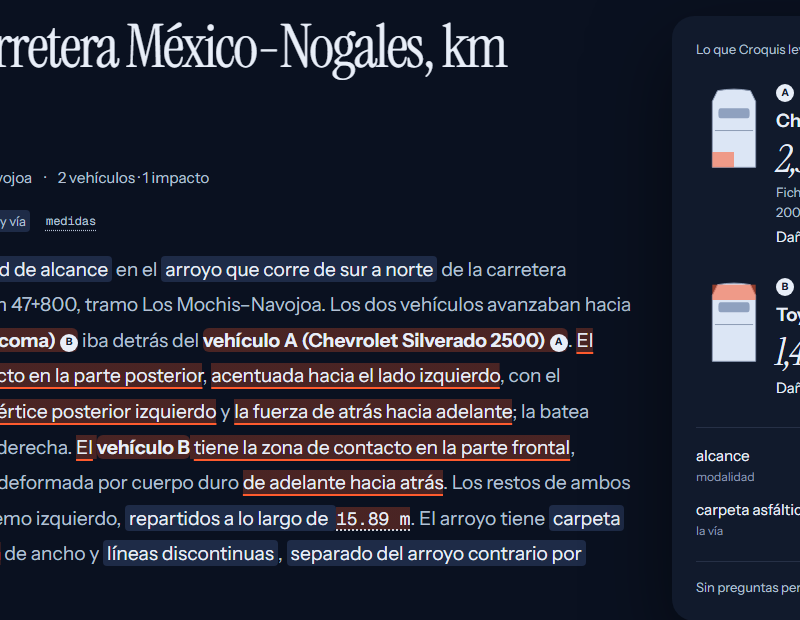 rretera México–Nogales, km
vojoa · 2 vehículos · 1 impacto
y vía medidas
d de alcance en el arroyo que corre de sur a norte de la carretera
47+800, tramo Los Mochis–Navojoa. Los dos vehículos avanzaban hacia
coma) B iba detrás del vehículo A (Chevrolet Silverado 2500) A. El
cto en la parte posterior, acentuada hacia el lado izquierdo, con el
értice posterior izquierdo y la fuerza de atrás hacia adelante; la batea
derecha. El vehículo B tiene la zona de contacto en la parte frontal,
deformada por cuerpo duro de adelante hacia atrás. Los restos de ambos
emo izquierdo, repartidos a lo largo de 15.89 m. El arroyo tiene carpeta
de ancho y líneas discontinuas, separado del arroyo contrario por
Lo que Croquis le
A
Ch
2,
Fich
200
Dañ
B
Toy
1,4
Dañ
alcance
modalidad
carpeta asfáltic
la vía
Sin preguntas per